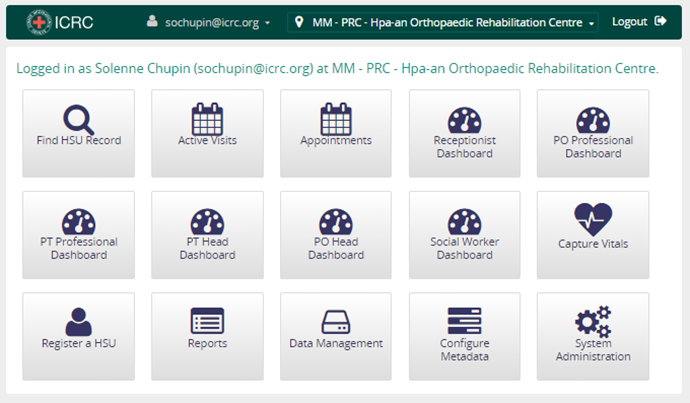 ICRC
sochupin@icrc.org
MM - PRC - Hpa-an Orthopaedic Rehabilitation Centre
Logout
Logged in as Solenne Chupin (sochupin@icrc.org) at MM - PRC - Hpa-an Orthopaedic Rehabilitation Centre.
Find HSU Record
Active Visits
Appointments
Receptionist
Dashboard
PO Professional
Dashboard
PT Professional
Dashboard
PT Head
Dashboard
PO Head
Dashboard
Social Worker
Dashboard
Capture Vitals
Register a HSU
Reports
Data Management
Configure
Metadata
System
Administration